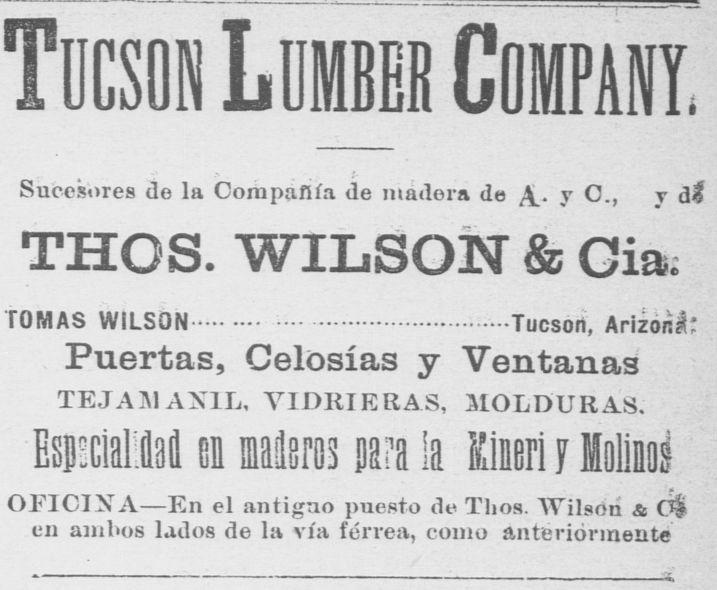 TUCSON LUMBER COMPANY.
Sucesores de la Compañía de madera de A. y C., y de
THOS. WILSON & Cia.
TOMAS WILSON........................................Tucson, Arizona.
Puertas, Celosías y Ventanas
TEJAMANIL, VIDRIERAS, MOLDURAS.
Especialidad en maderos para la Mineri y Molinos
OFICINA—En el antiguo puesto de Thos. Wilson & Cª
en ambos lados de la vía férrea, como anteriormente